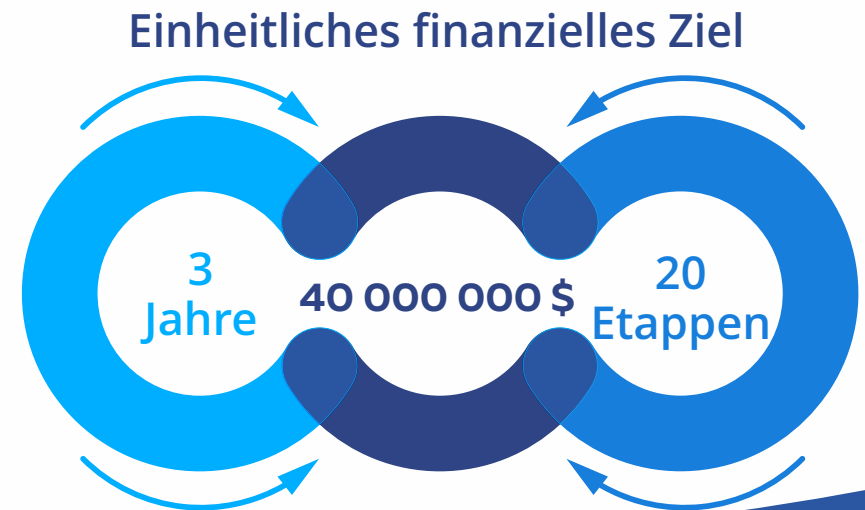 Einheitliches finanzielles Ziel
3
Jahre
40 000 000 $
20
Etappen